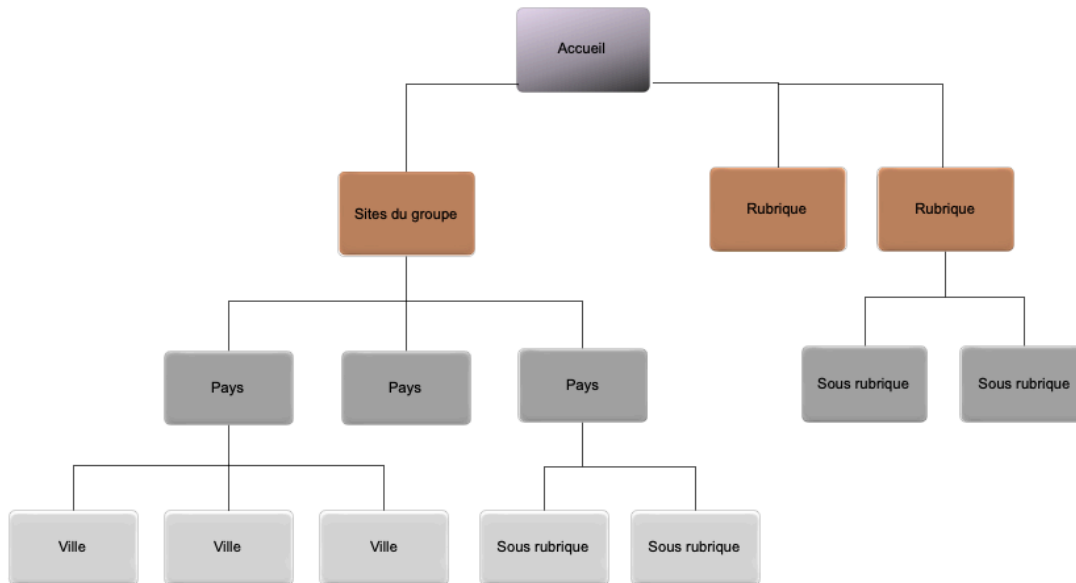 Accueil
Sites du groupe
Rubrique
Rubrique
Pays
Pays
Pays
Sous rubrique
Sous rubrique
Ville
Ville
Ville
Sous rubrique
Sous rubrique